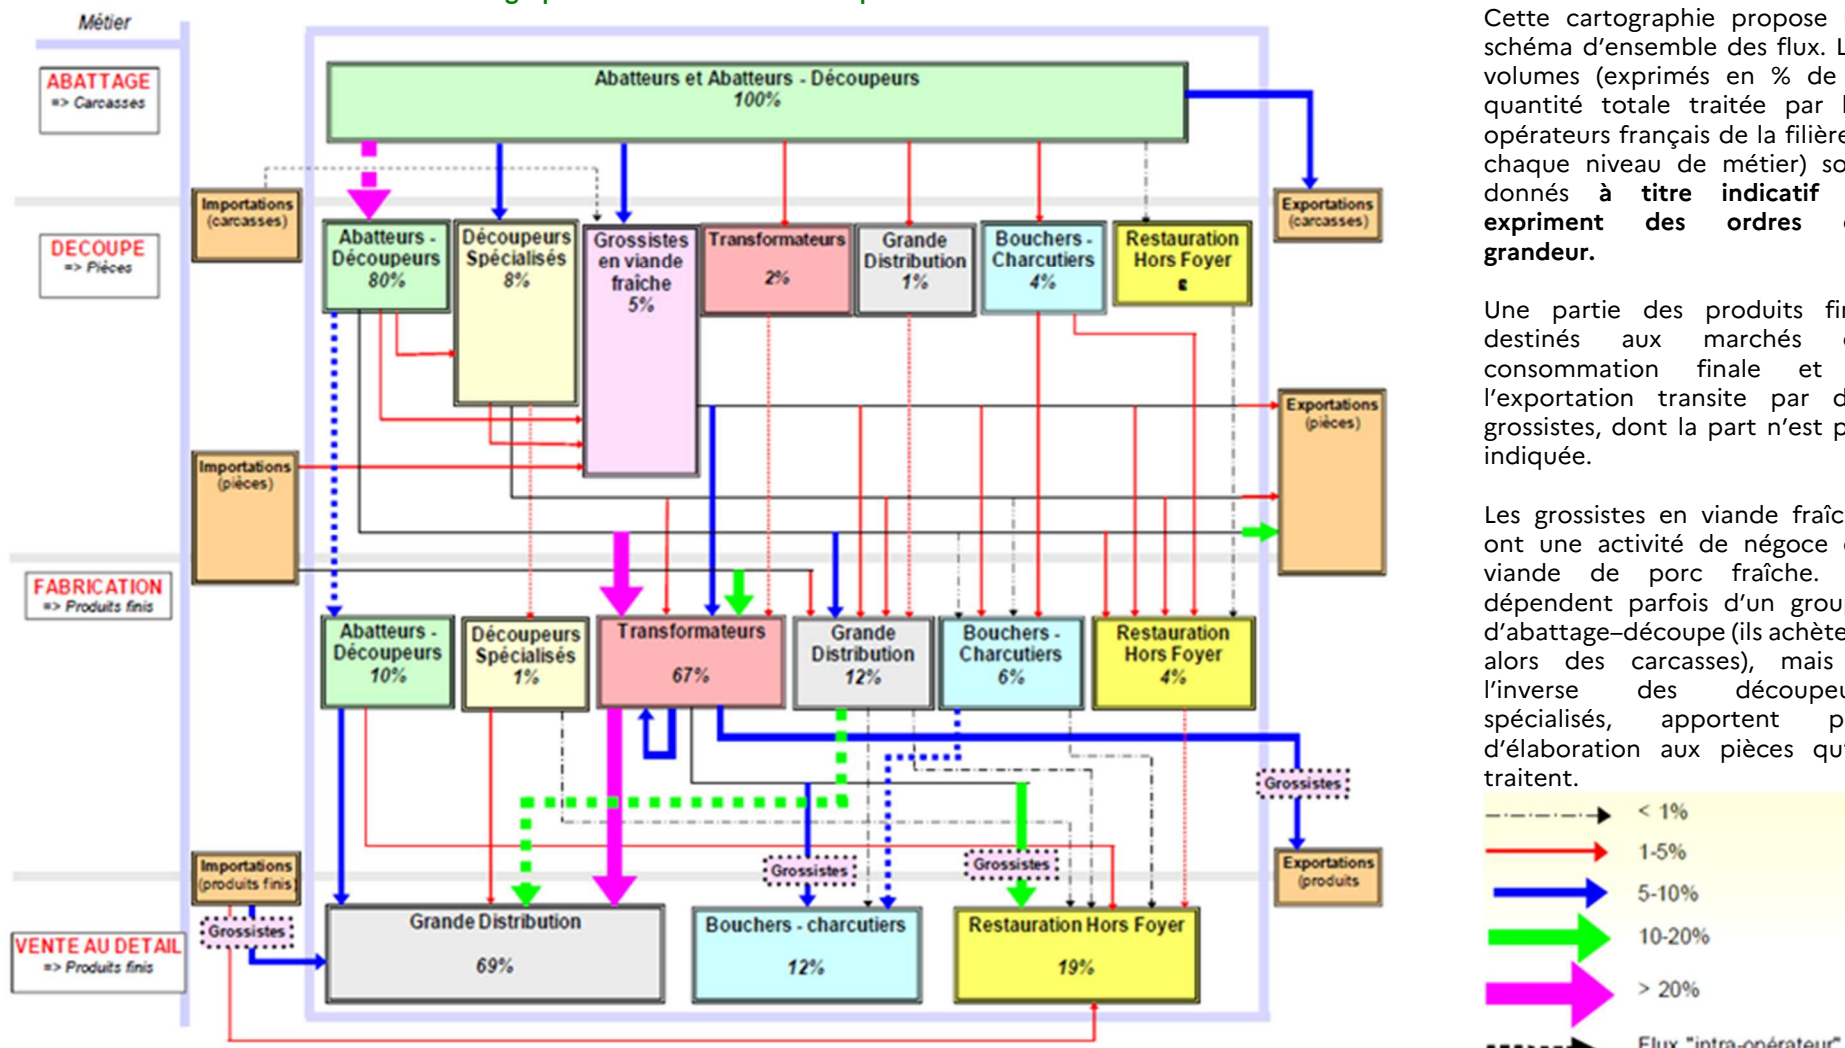 Métier
ABATTAGE
=> Carcasses
Abatteurs et Abatteurs - Découpeurs
100%
Importations
(carcasses)
Exportations
(carcasses)
DECOUPE
=> Pièces
Abatteurs -
Découpeurs
80%
Découpeurs
Spécialisés
8%
Grossistes
en viande
fraîche
5%
Transformateurs
2%
Grande
Distribution
1%
Bouchers -
Charcutiers
4%
Restauration
Hors Foyer
ε
Importations
(pièces)
Exportations
(pièces)
FABRICATION
=> Produits finis
Abatteurs -
Découpeurs
10%
Découpeurs
Spécialisés
1%
Transformateurs
67%
Grande
Distribution
12%
Bouchers -
Charcutiers
6%
Restauration
Hors Foyer
4%
Grossistes
Grossistes
Grossistes
Importations
(produits finis)
Exportations
(produits
Grossistes
VENTE AU DETAIL
=> Produits finis
Grande Distribution
69%
Bouchers - charcutiers
12%
Restauration Hors Foyer
19%
Cette cartographie propose
schéma d'ensemble des flux.
volumes (exprimés en % de
quantité totale traitée par
opérateurs français de la filière
chaque niveau de métier)
donnés à titre indicatif
expriment des ordres
grandeur.
Une partie des produits
destinés aux marchés
consommation finale et
l'exportation transite par
grossistes, dont la part n'est
indiquée.
Les grossistes en viande
ont une activité de négoce
viande de porc fraîche.
dépendent parfois d'un
d'abattage–découpe (ils
alors des carcasses), mais
l'inverse des
spécialisés, apportent
d'élaboration aux pièces
traitent.
< 1%
1-5%
5-10%
10-20%
> 20%
Flux "intra-opérateur"